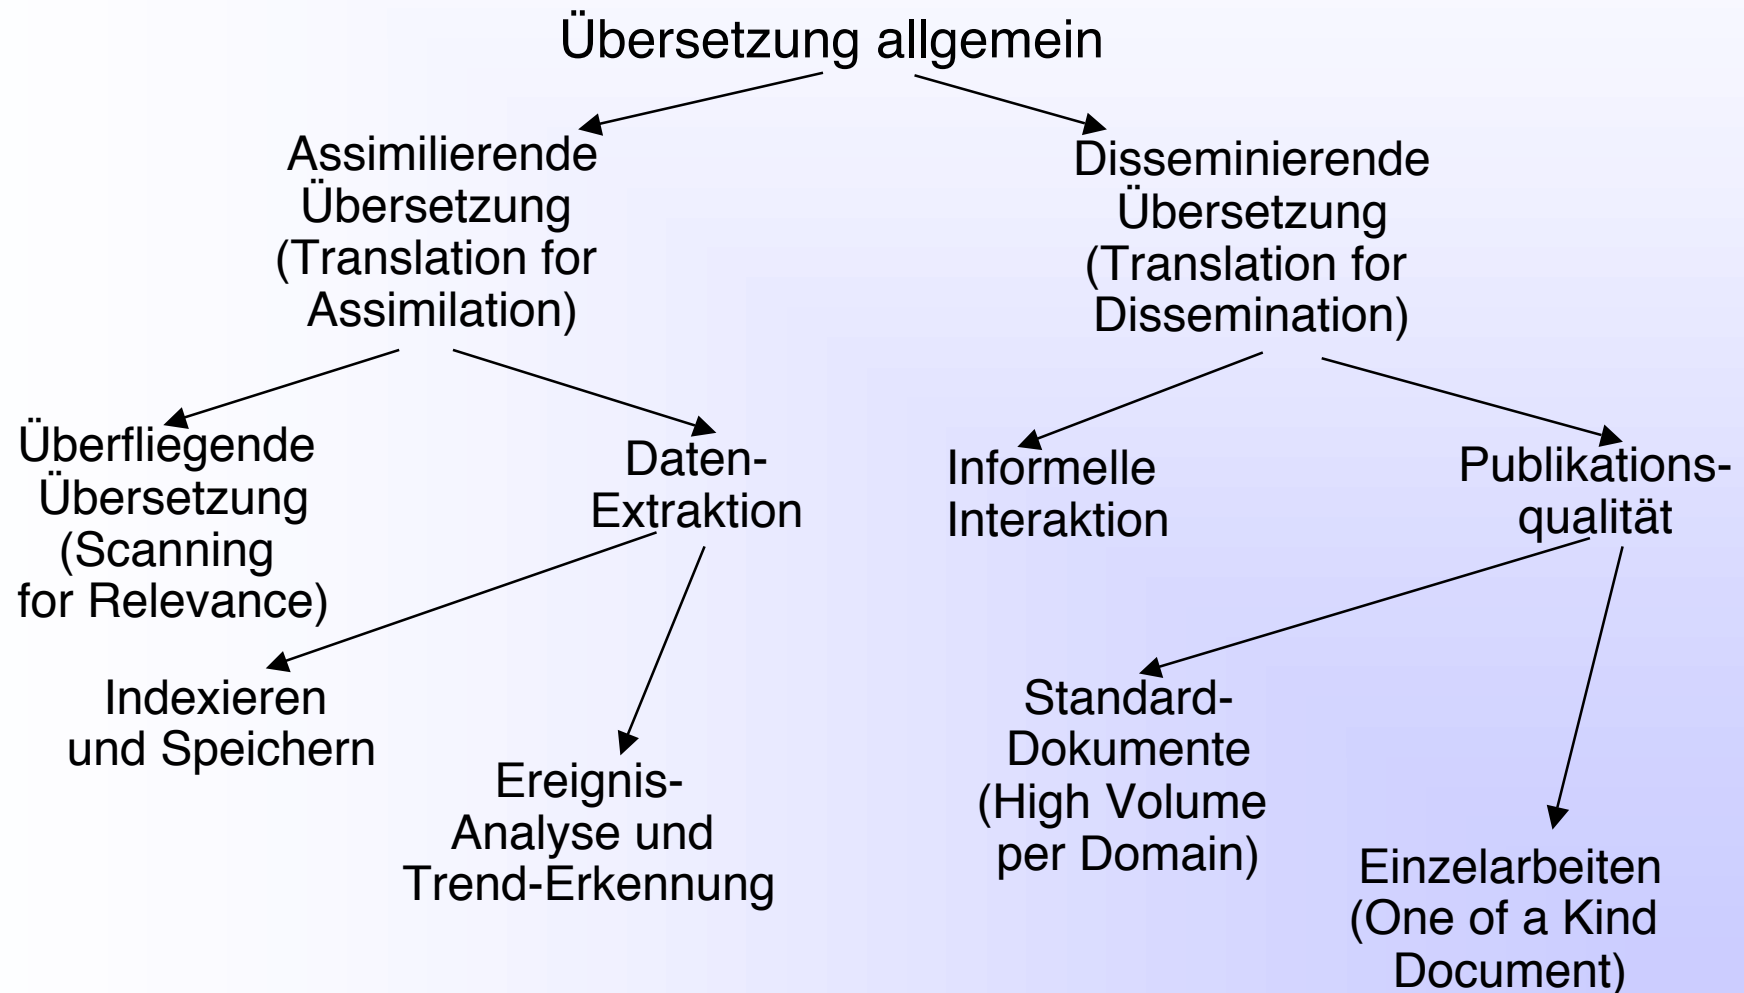 Übersetzung allgemein
Assimilierende
Übersetzung
(Translation for
Assimilation)
Disseminierende
Übersetzung
(Translation for
Dissemination)
Überfliegende
Übersetzung
(Scanning
for Relevance)
Daten-
Extraktion
Informelle
Interaktion
Publikations-
qualität
Indexieren
und Speichern
Ereignis-
Analyse und
Trend-Erkennung
Standard-
Dokumente
(High Volume
per Domain)
Einzelarbeiten
(One of a Kind
Document)